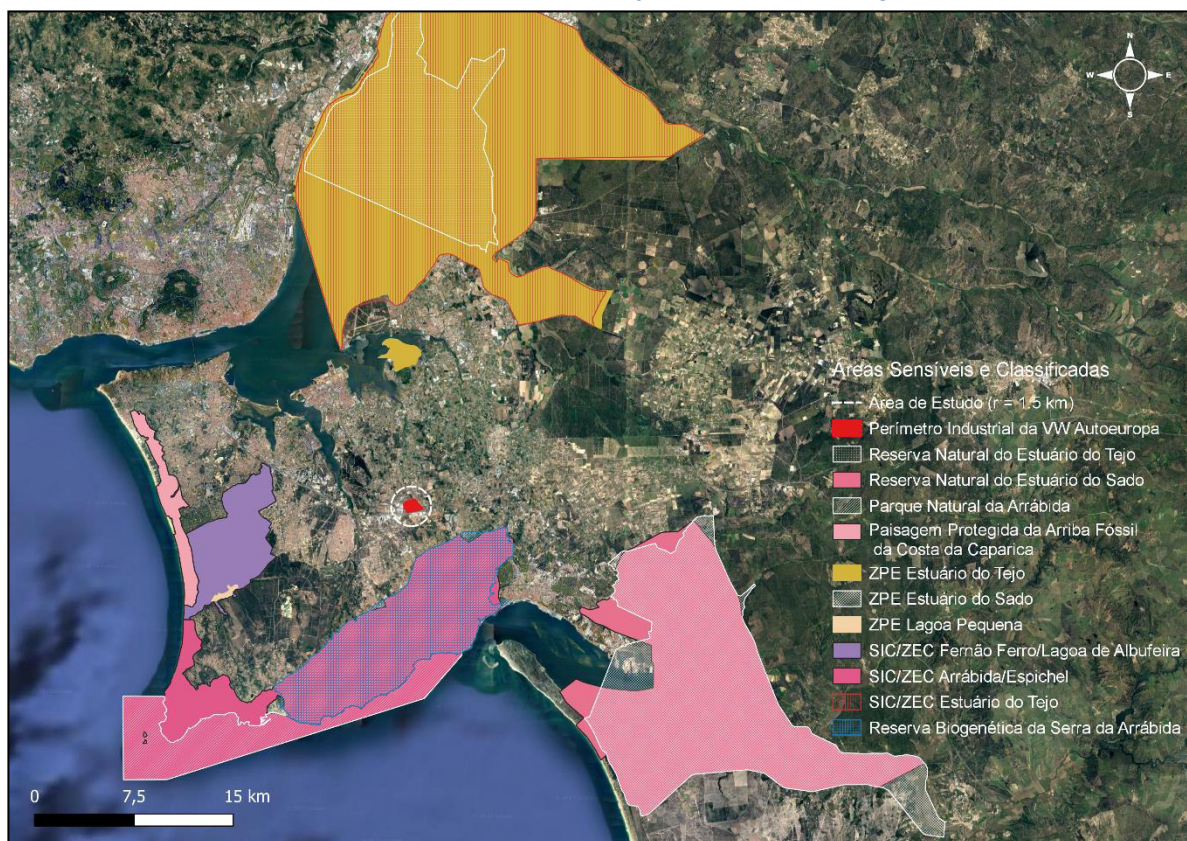 N
W E
S
Áreas Sensíveis e Classificadas
Área de Estudo (r = 1.5 km)
Perímetro Industrial da VW Autoeuropa
Reserva Natural do Estuário do Tejo
Reserva Natural do Estuário do Sado
Parque Natural da Arrábida
Paisagem Protegida da Arriba Fóssil
da Costa da Caparica
ZPE Estuário do Tejo
ZPE Estuário do Sado
ZPE Lagoa Pequena
SIC/ZEC Fernão Ferro/Lagoa de Albufeira
SIC/ZEC Arrábida/Espichel
SIC/ZEC Estuário do Tejo
Reserva Biogenética da Serra da Arrábida
0 7,5 15 km